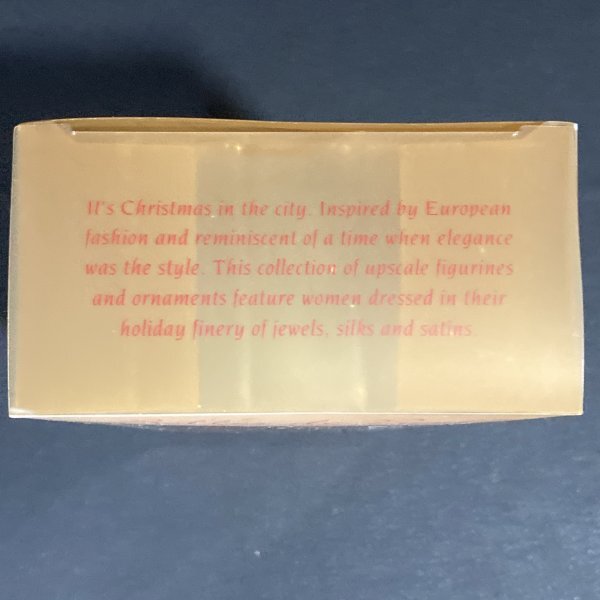 It's Christmas in the city. Inspired by European
fashion and reminiscent of a time when elegance
was the style. This collection of upscale figurines
and ornaments feature women dressed in their
holiday finery of jewels, silks and satins.